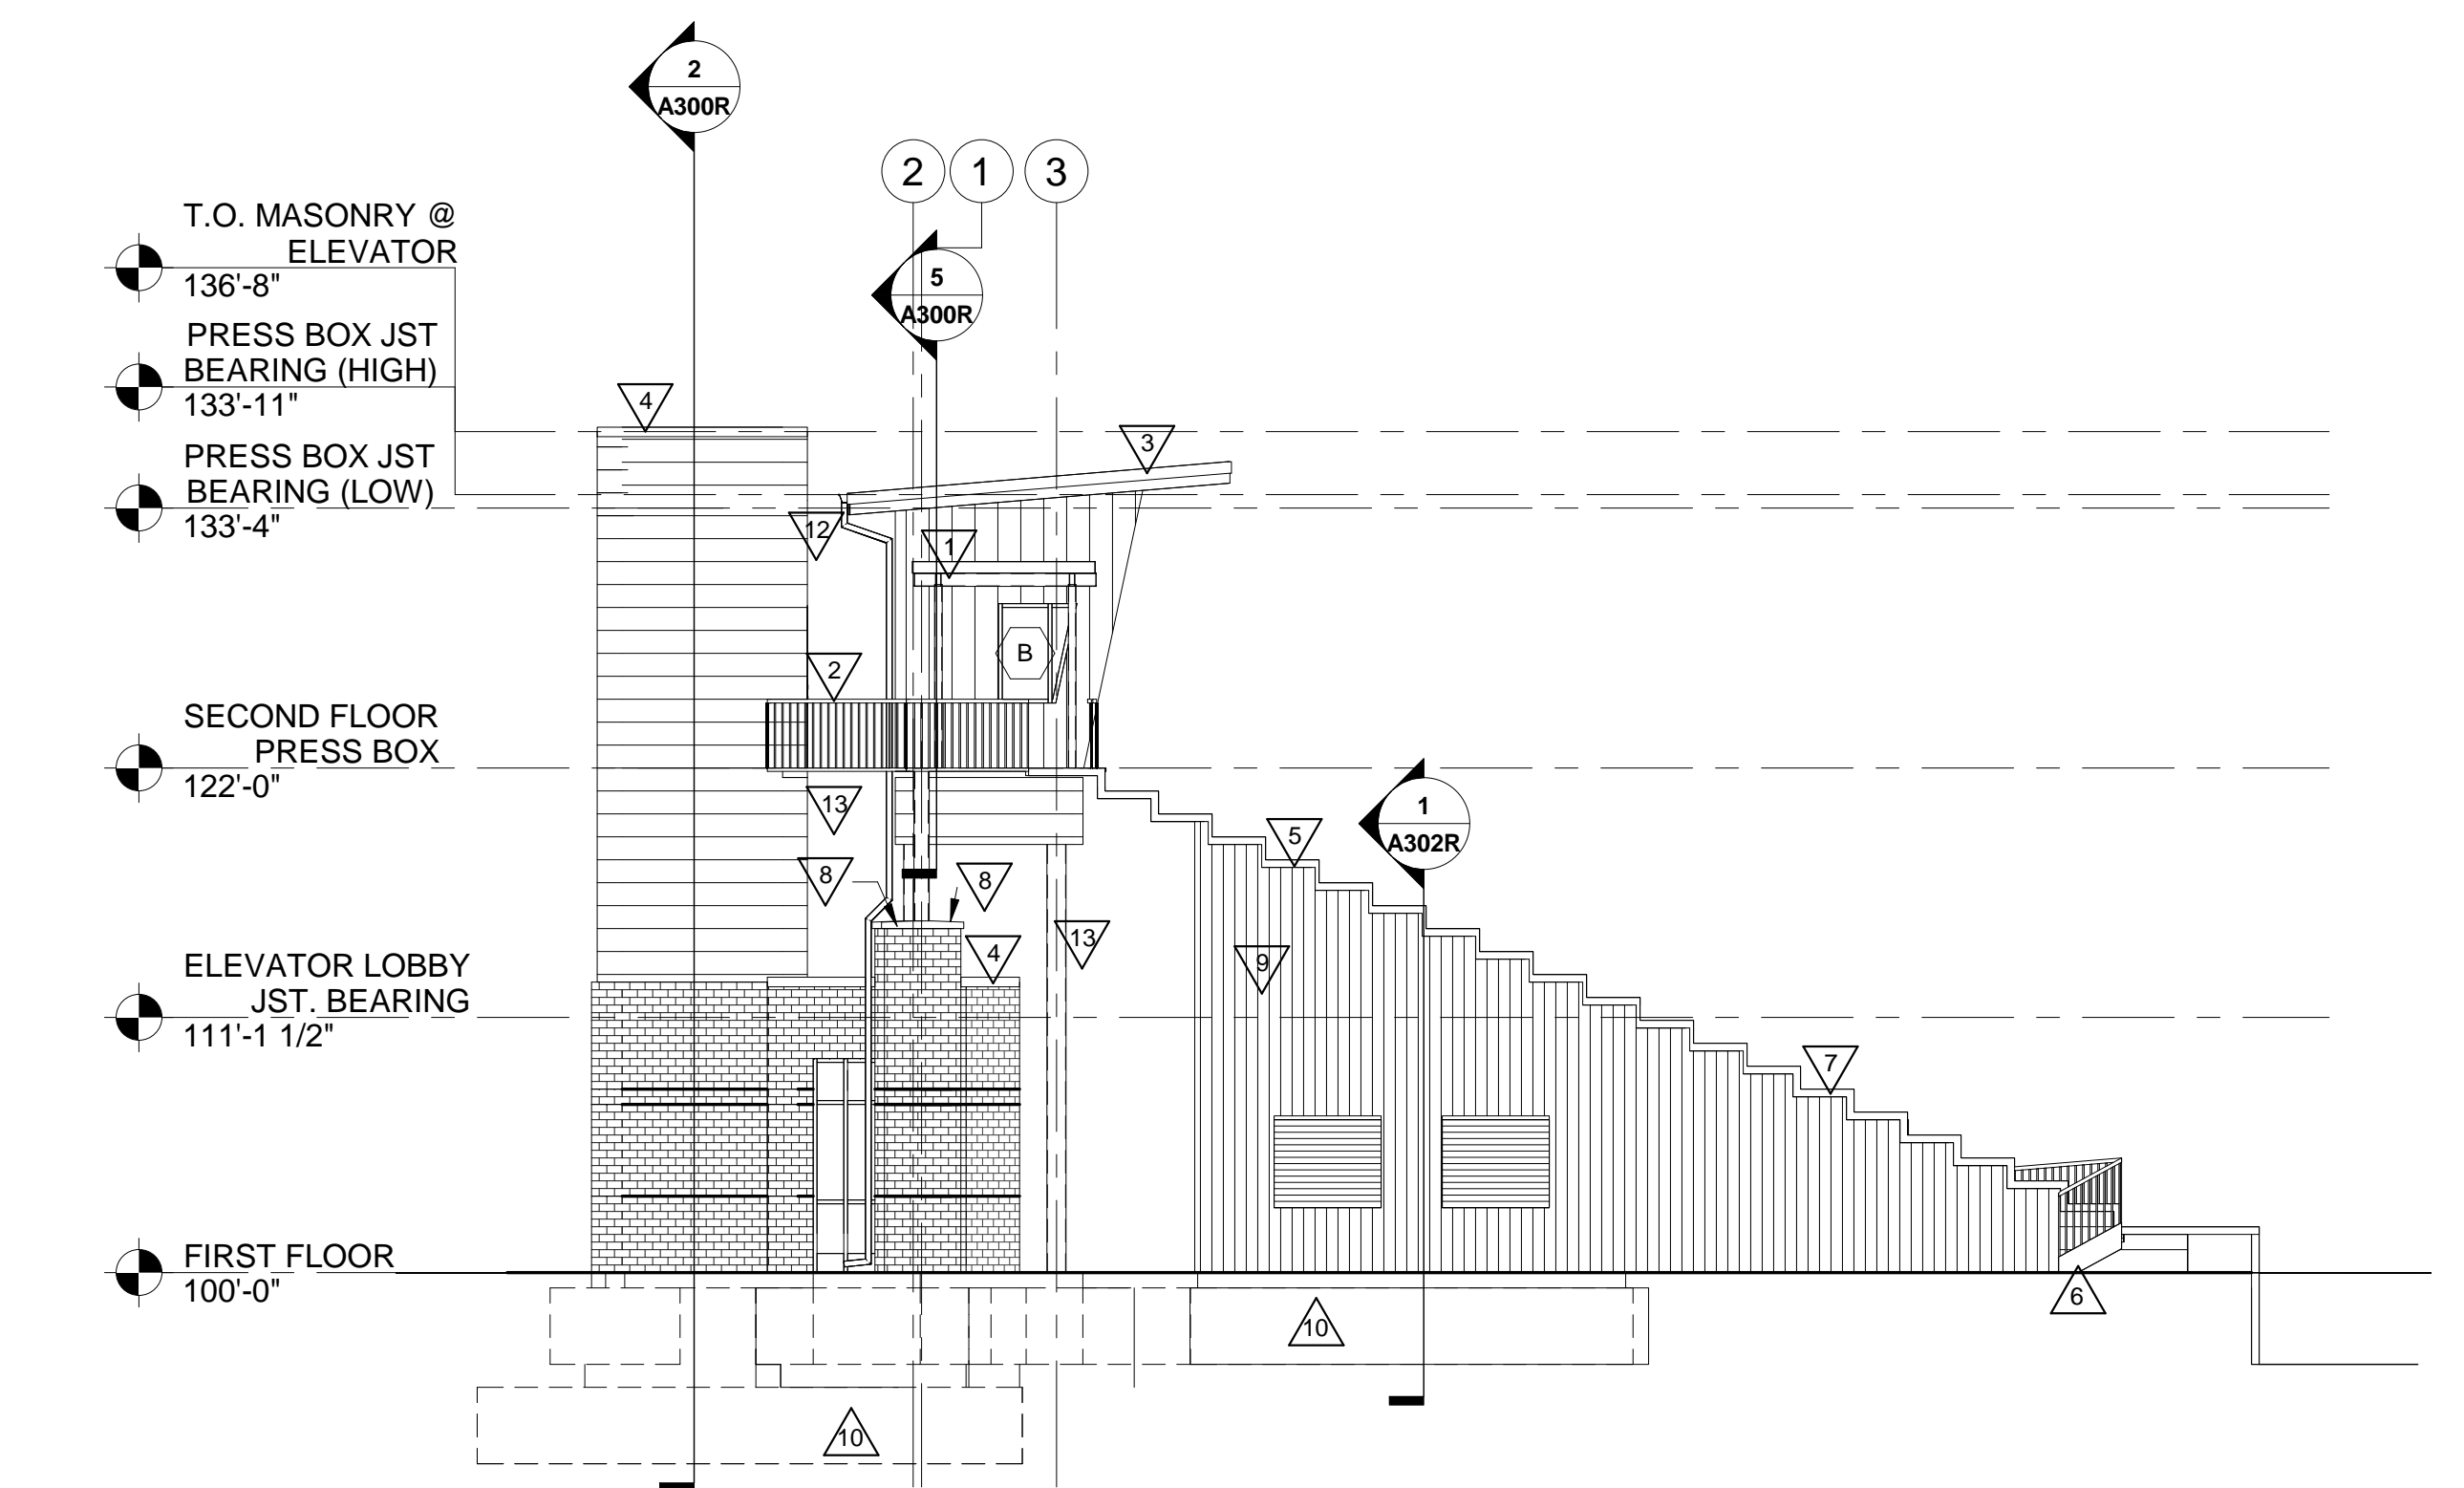 2
A300R
2
1
3
T.O. MASONRY @
ELEVATOR
136'-8"
5
A300R
PRESS BOX JST
BEARING (HIGH)
133'-11"
4
3
PRESS BOX JST
BEARING (LOW)
133'-4"
12
1
B
2
SECOND FLOOR
PRESS BOX
122'-0"
13
5
1
A302R
8
8
13
4
9
ELEVATOR LOBBY
JST. BEARING
111'-1 1/2"
7
FIRST FLOOR
100'-0"
6
10
10